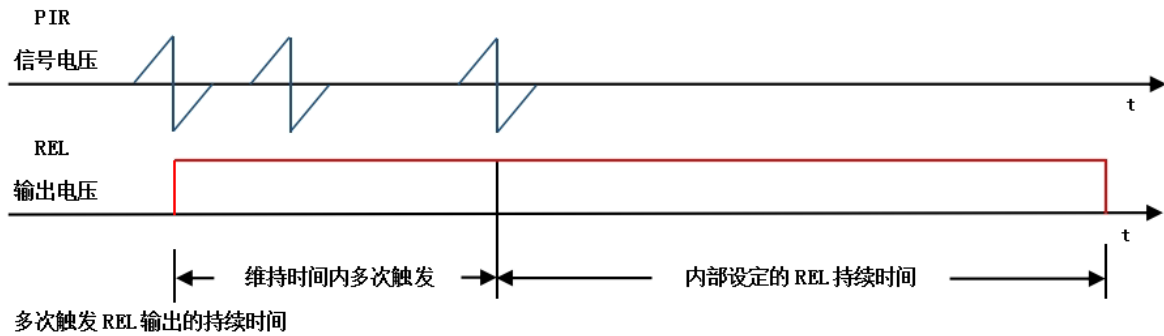 PIR
信号电压
t
REL
输出电压
t
维持时间内多次触发
内部设定的 REL 持续时间
多次触发 REL 输出的持续时间